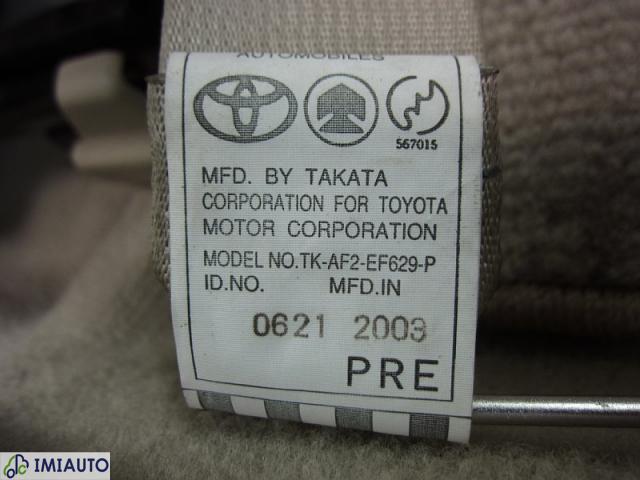 AUTOMOBILES
567015
MFD. BY TAKATA
CORPORATION FOR TOYOTA
MOTOR CORPORATION
MODEL NO.TK-AF2-EF629-P
ID.NO. MFD.IN
0621 2003
PRE
IMIAUTO